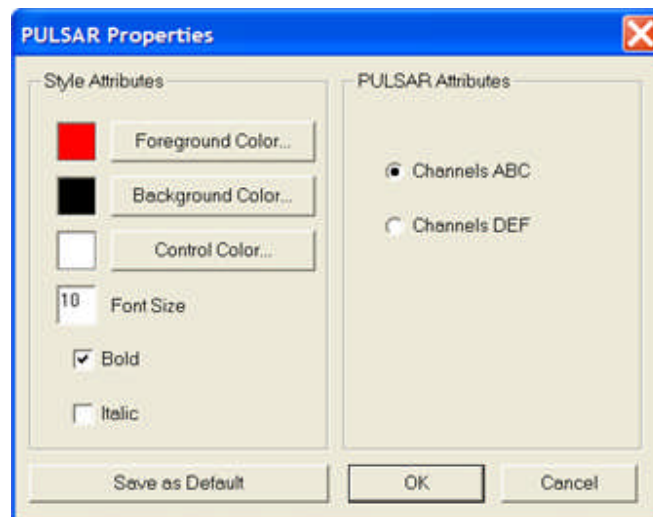 PULSAR Properties
Style Attributes
Foreground Color...
Background Color...
Control Color...
10 Font Size
Bold
Italic
PULSAR Attributes
Channels ABC
Channels DEF
Save as Default
OK
Cancel